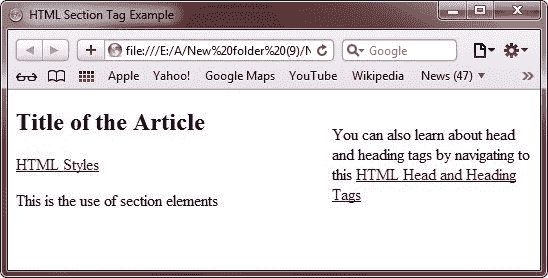 HTML Section Tag Example
file:///E:/A/New%20folder%20(9)/N
Google
Apple Yahoo! Google Maps YouTube Wikipedia News (47)
Title of the Article
HTML Styles
This is the use of section elements
You can also learn about head
and heading tags by navigating to
this HTML Head and Heading
Tags